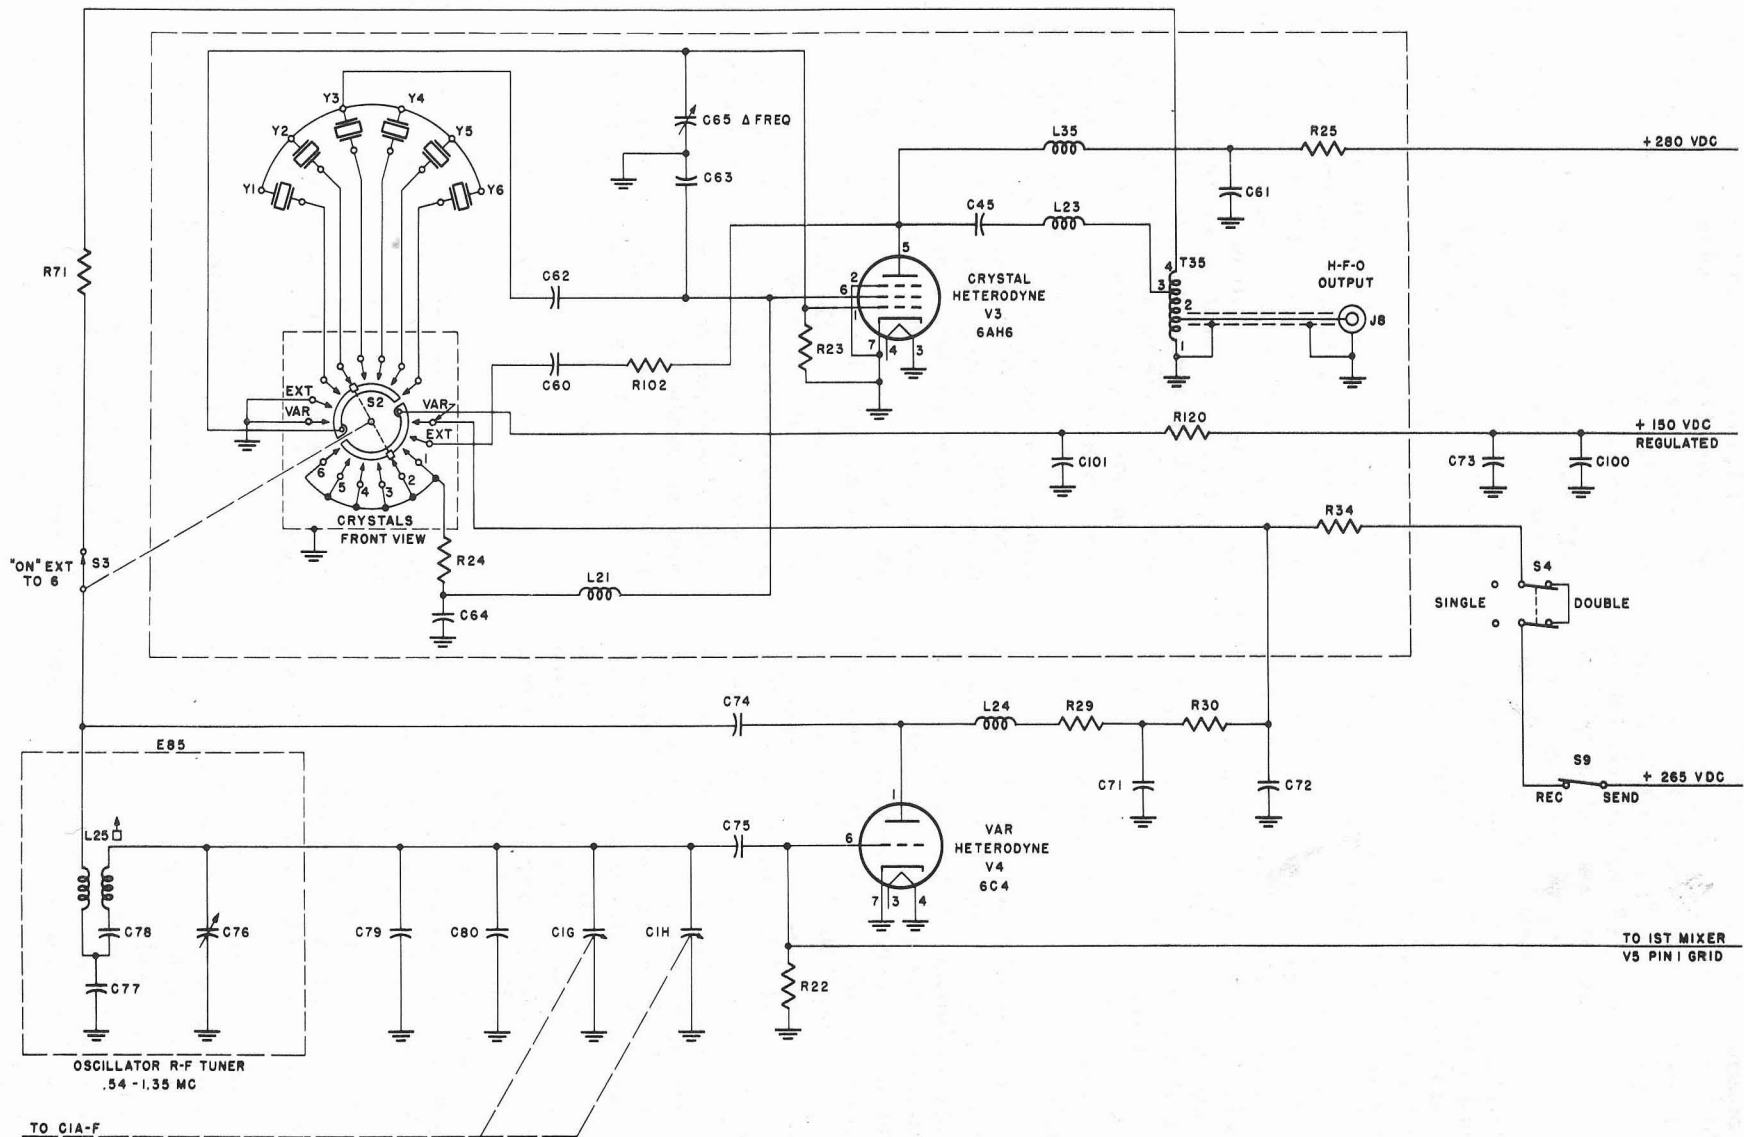 Y3
Y4
Y2
Y5
Y1
Y6
C65 Δ FREQ
C63
L35
R25
+280 VDC
C61
C45
L23
R71
C62
5
2
6
1
7
4
3
CRYSTAL
HETERODYNE
V3
6AH6
4
T35
3
2
1
H-F-O
OUTPUT
J8
R23
C60
R102
EXT
VAR
S2
VAR
EXT
6
5
4
3
2
1
CRYSTALS
FRONT VIEW
R120
+ 150 VDC
REGULATED
C101
C73
C100
R34
"ON" EXT
TO 6
S3
R24
L21
C64
S4
SINGLE
DOUBLE
C74
L24
R29
R30
E85
C71
C72
S9
+ 265 VDC
REC
SEND
L25
C75
1
6
7
3
4
VAR
HETERODYNE
V4
6C4
C78
C76
C79
C80
C1G
C1H
C77
R22
TO 1ST MIXER
V5 PIN 1 GRID
OSCILLATOR R-F TUNER
.54 -1.35 MC
TO C1A-F